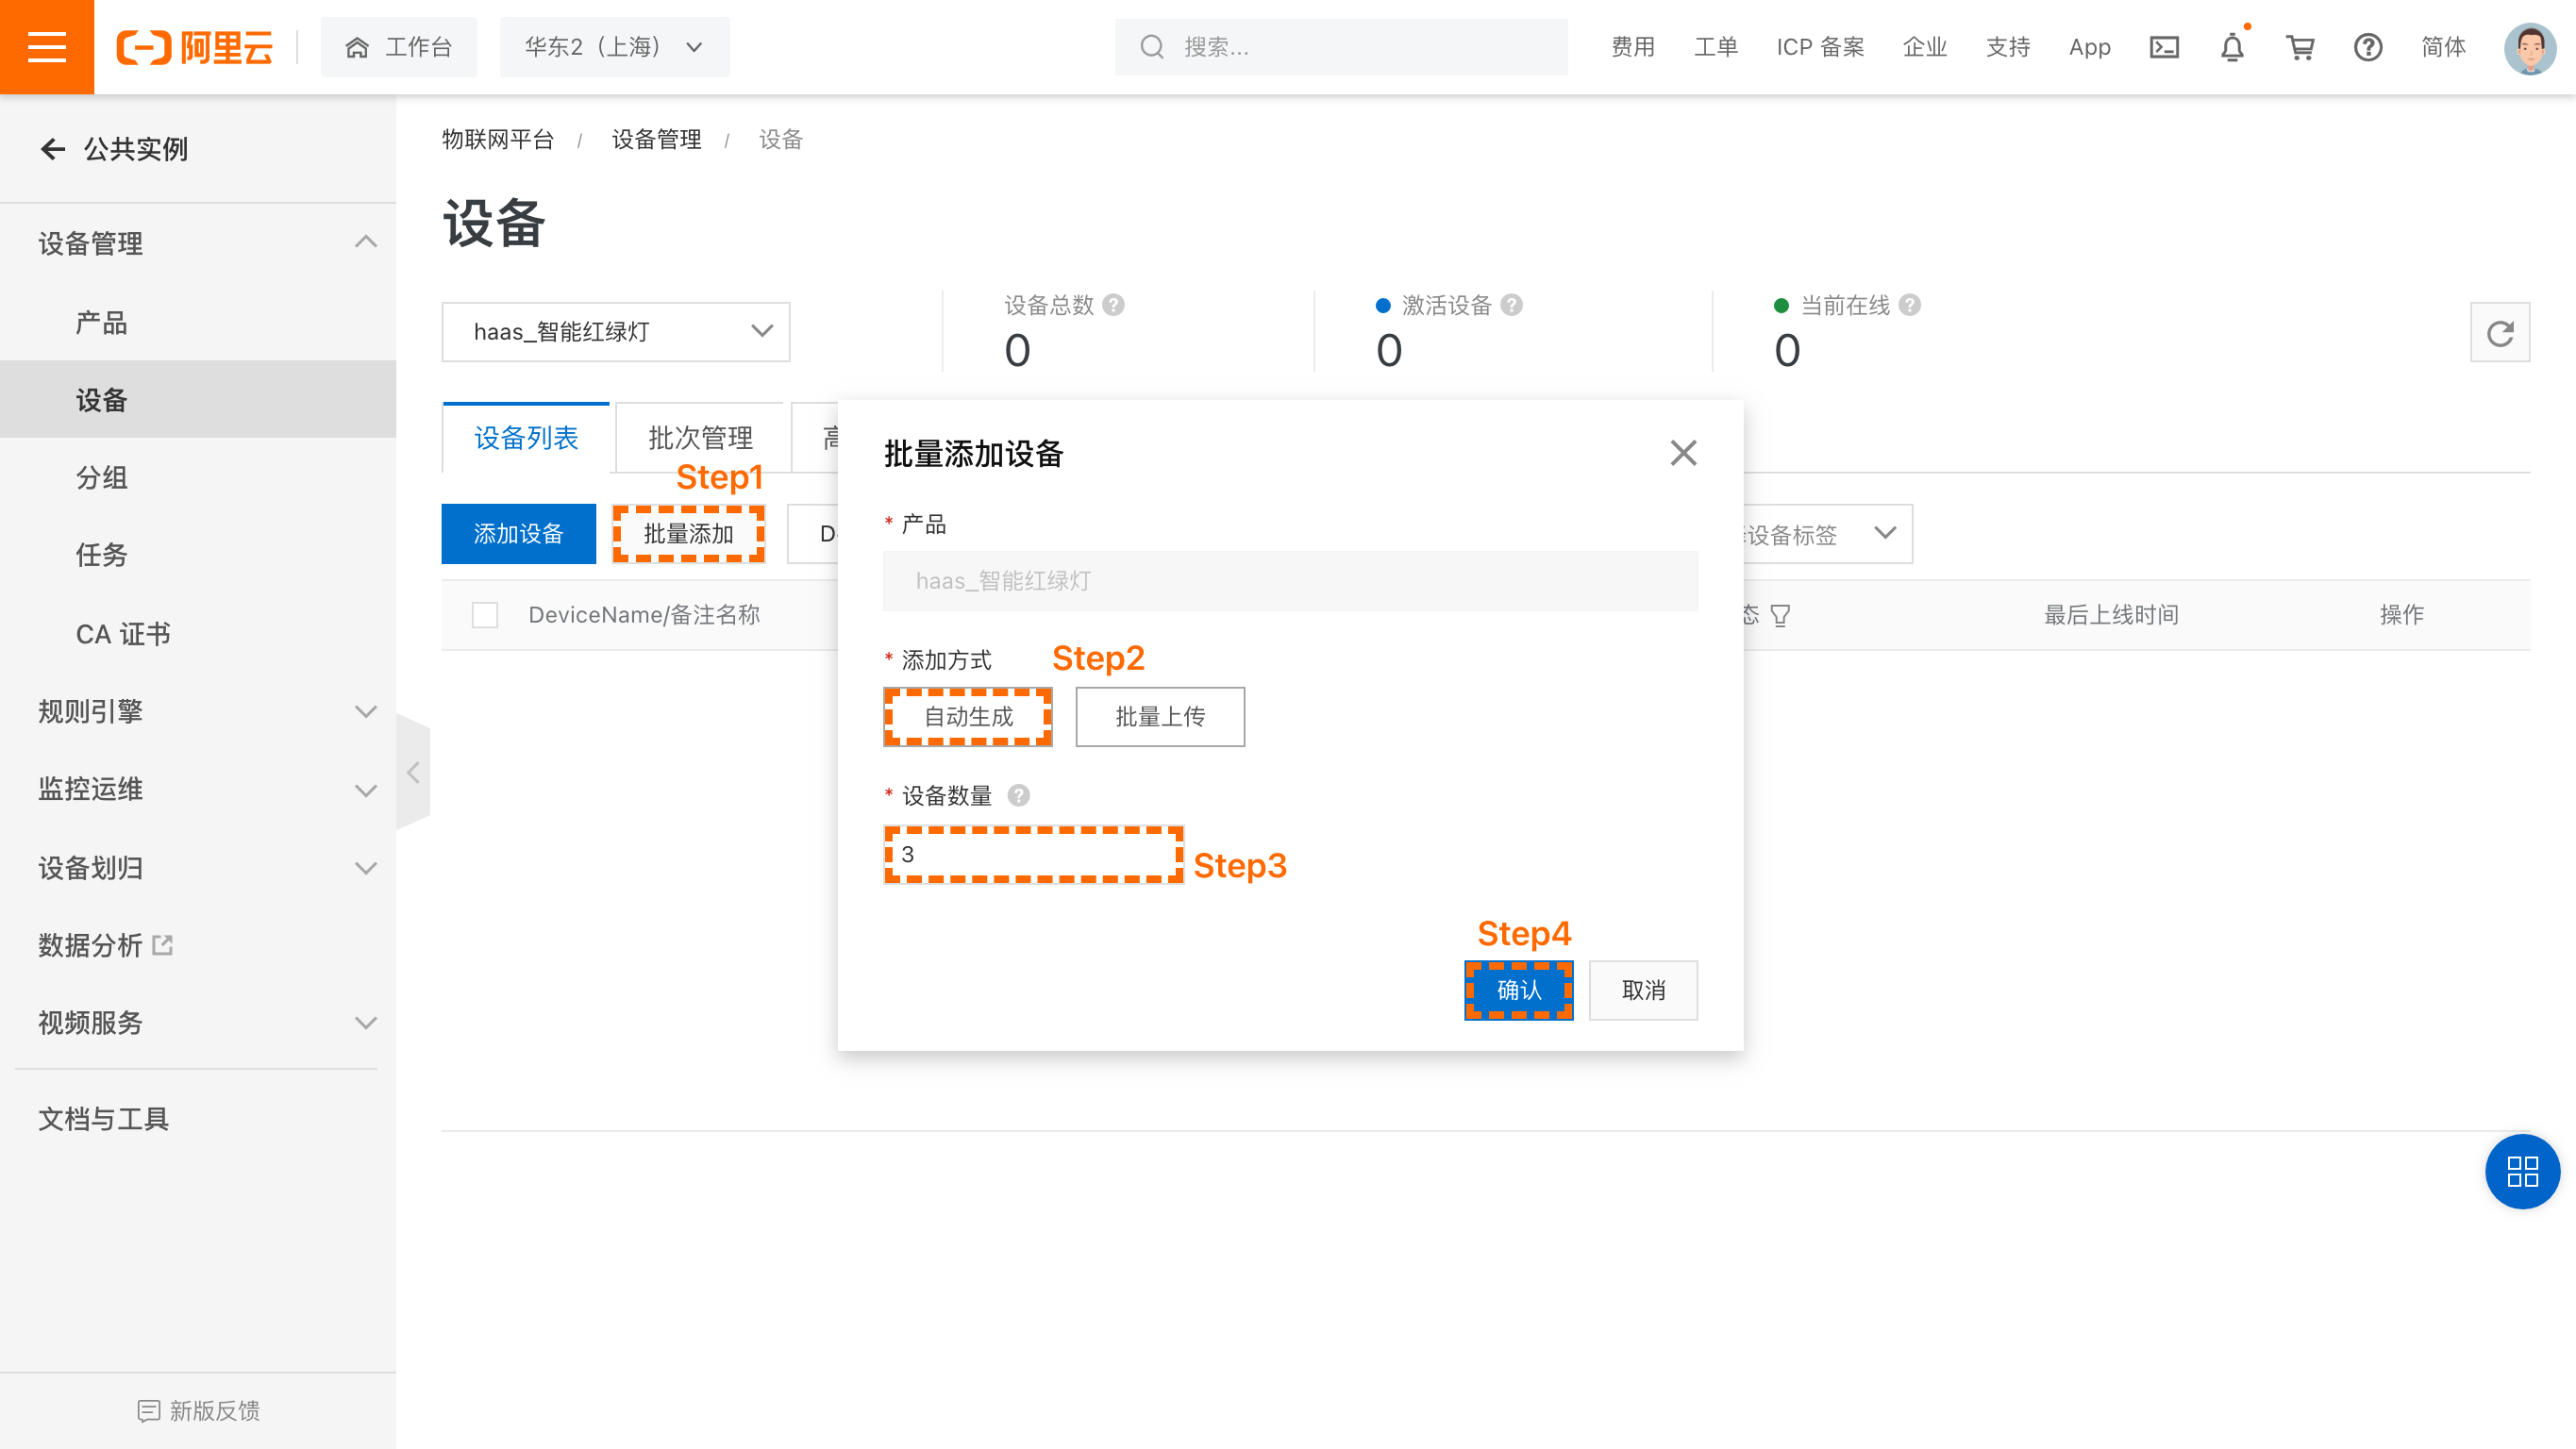 阿里云
工作台
华东2（上海）
搜索...
费用
工单
ICP 备案
企业
支持
App
简体
公共实例
设备管理
产品
设备
分组
任务
CA 证书
规则引擎
监控运维
设备划归
数据分析
视频服务
文档与工具
新版反馈
物联网平台 / 设备管理 / 设备
设备
haas_智能红绿灯
设备总数
0
激活设备
0
当前在线
0
设备列表
批次管理
高
Step1
添加设备
批量添加
D
设备标签
DeviceName/备注名称
态
最后上线时间
操作
批量添加设备
* 产品
haas_智能红绿灯
* 添加方式
Step2
自动生成
批量上传
* 设备数量
3
Step3
Step4
确认
取消